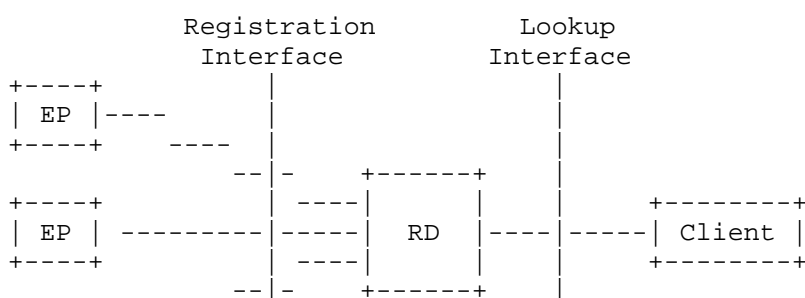 Registration Lookup
Interface Interface
EP
EP RD Client